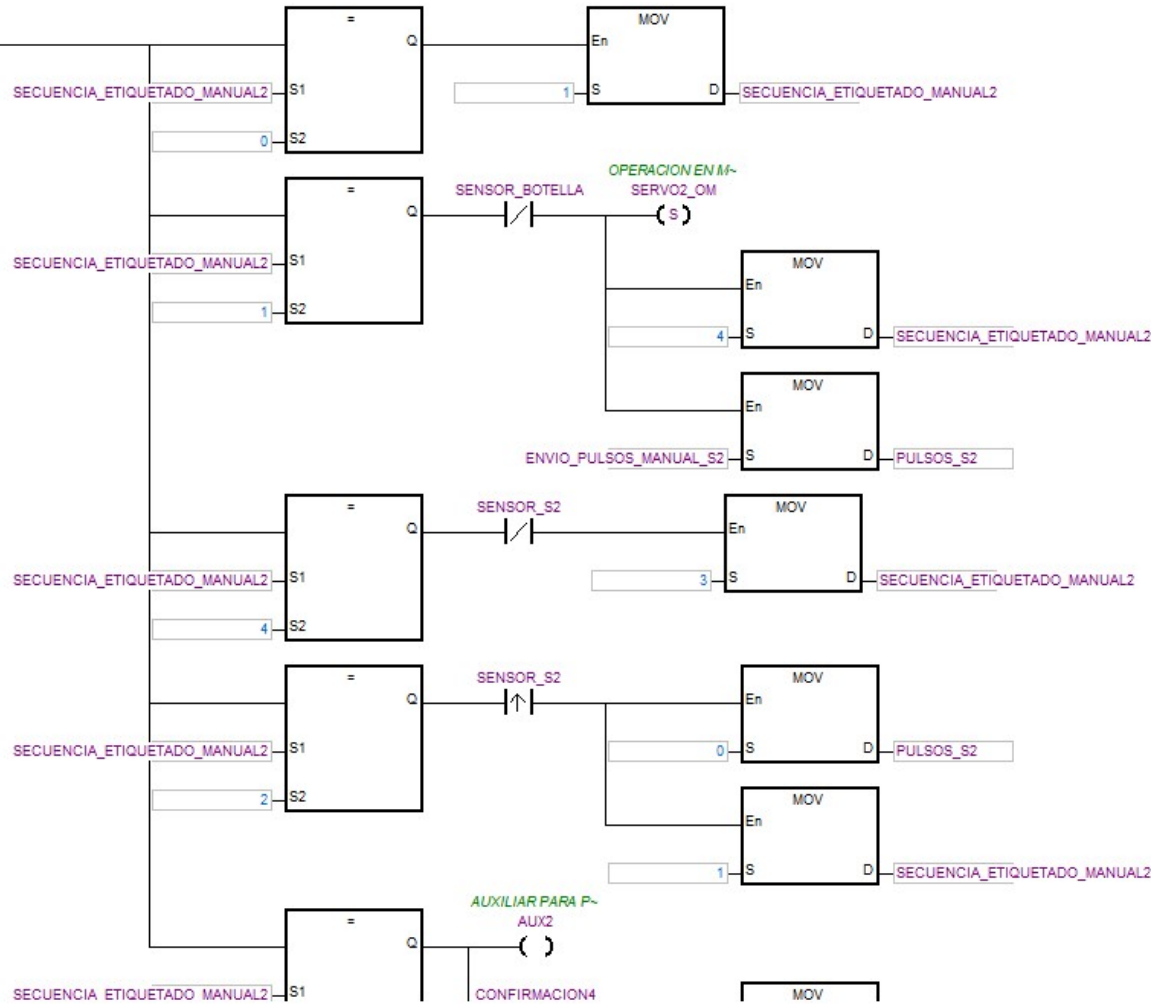 =
Q
SECUENCIA_ETIQUETADO_MANUAL2
S1
0
S2
MOV
En
1
S
D
SECUENCIA_ETIQUETADO_MANUAL2
=
Q
SECUENCIA_ETIQUETADO_MANUAL2
S1
1
S2
SENSOR_BOTELLA
OPERACION EN M~
SERVO2_OM
S
MOV
En
4
S
D
SECUENCIA_ETIQUETADO_MANUAL2
MOV
En
ENVIO_PULSOS_MANUAL_S2
S
D
PULSOS_S2
=
Q
SECUENCIA_ETIQUETADO_MANUAL2
S1
4
S2
SENSOR_S2
MOV
En
3
S
D
SECUENCIA_ETIQUETADO_MANUAL2
=
Q
SECUENCIA_ETIQUETADO_MANUAL2
S1
2
S2
SENSOR_S2
MOV
En
0
S
D
PULSOS_S2
MOV
En
1
S
D
SECUENCIA_ETIQUETADO_MANUAL2
=
Q
SECUENCIA_ETIQUETADO_MANUAL2
S1
AUXILIAR PARA P~
AUX2
CONFIRMACION4
MOV